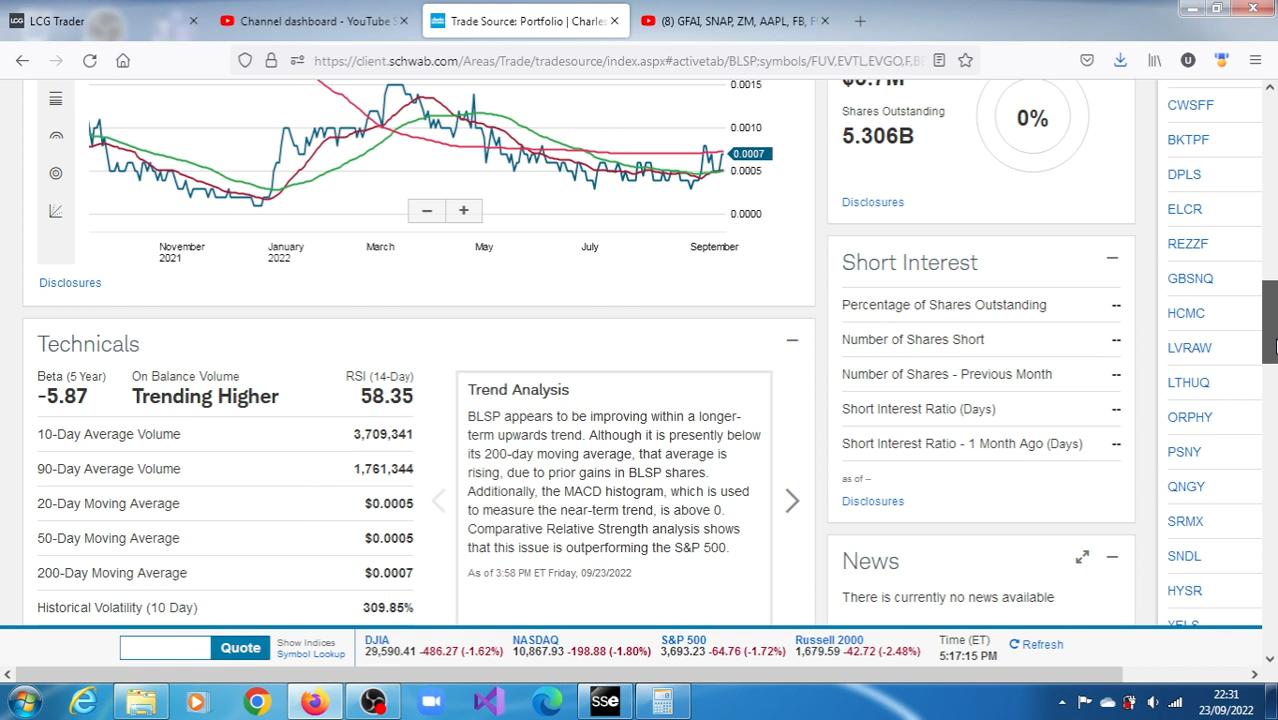 LCG Trader
Channel dashboard - YouTube S
Trade Source: Portfolio | Charles
(8) GFAI, SNAP, ZM, AAPL, FB, F
https://client.schwab.com/Areas/Trade/tradesource/index.aspx#activetab/BLSP;symbols/FUV,EVTL,EVGO,F,B
0.0015
0.0010
0.0007
0.0005
0.0000
November 2021
January 2022
March
May
July
September
Disclosures
Technicals
Beta (5 Year)
-5.87
On Balance Volume
Trending Higher
RSI (14-Day)
58.35
10-Day Average Volume 3,709,341
90-Day Average Volume 1,761,344
20-Day Moving Average $0.0005
50-Day Moving Average $0.0005
200-Day Moving Average $0.0007
Historical Volatility (10 Day) 309.85%
Trend Analysis
BLSP appears to be improving within a longer-
term upwards trend. Although it is presently below
its 200-day moving average, that average is
rising, due to prior gains in BLSP shares.
Additionally, the MACD histogram, which is used
to measure the near-term trend, is above 0.
Comparative Relative Strength analysis shows
that this issue is outperforming the S&P 500.
As of 3:58 PM ET Friday, 09/23/2022
Shares Outstanding
5.306B
0%
Disclosures
Short Interest
Percentage of Shares Outstanding --
Number of Shares Short --
Number of Shares - Previous Month --
Short Interest Ratio (Days) --
Short Interest Ratio - 1 Month Ago (Days) --
as of --
Disclosures
News
There is currently no news available
CWSFF
BKTPF
DPLS
ELCR
REZZF
GBSNQ
HCMC
LVRAW
LTHUQ
ORPHY
PSNY
QNGY
SRMX
SNDL
HYSR
Quote
Show Indices
Symbol Lookup
DJIA
29,590.41 -486.27 (-1.62%)
NASDAQ
10,867.93 -198.88 (-1.80%)
S&P 500
3,693.23 -64.76 (-1.72%)
Russell 2000
1,679.59 -42.72 (-2.48%)
Time (ET)
5:17:15 PM
Refresh
SSE
22:31
23/09/2022